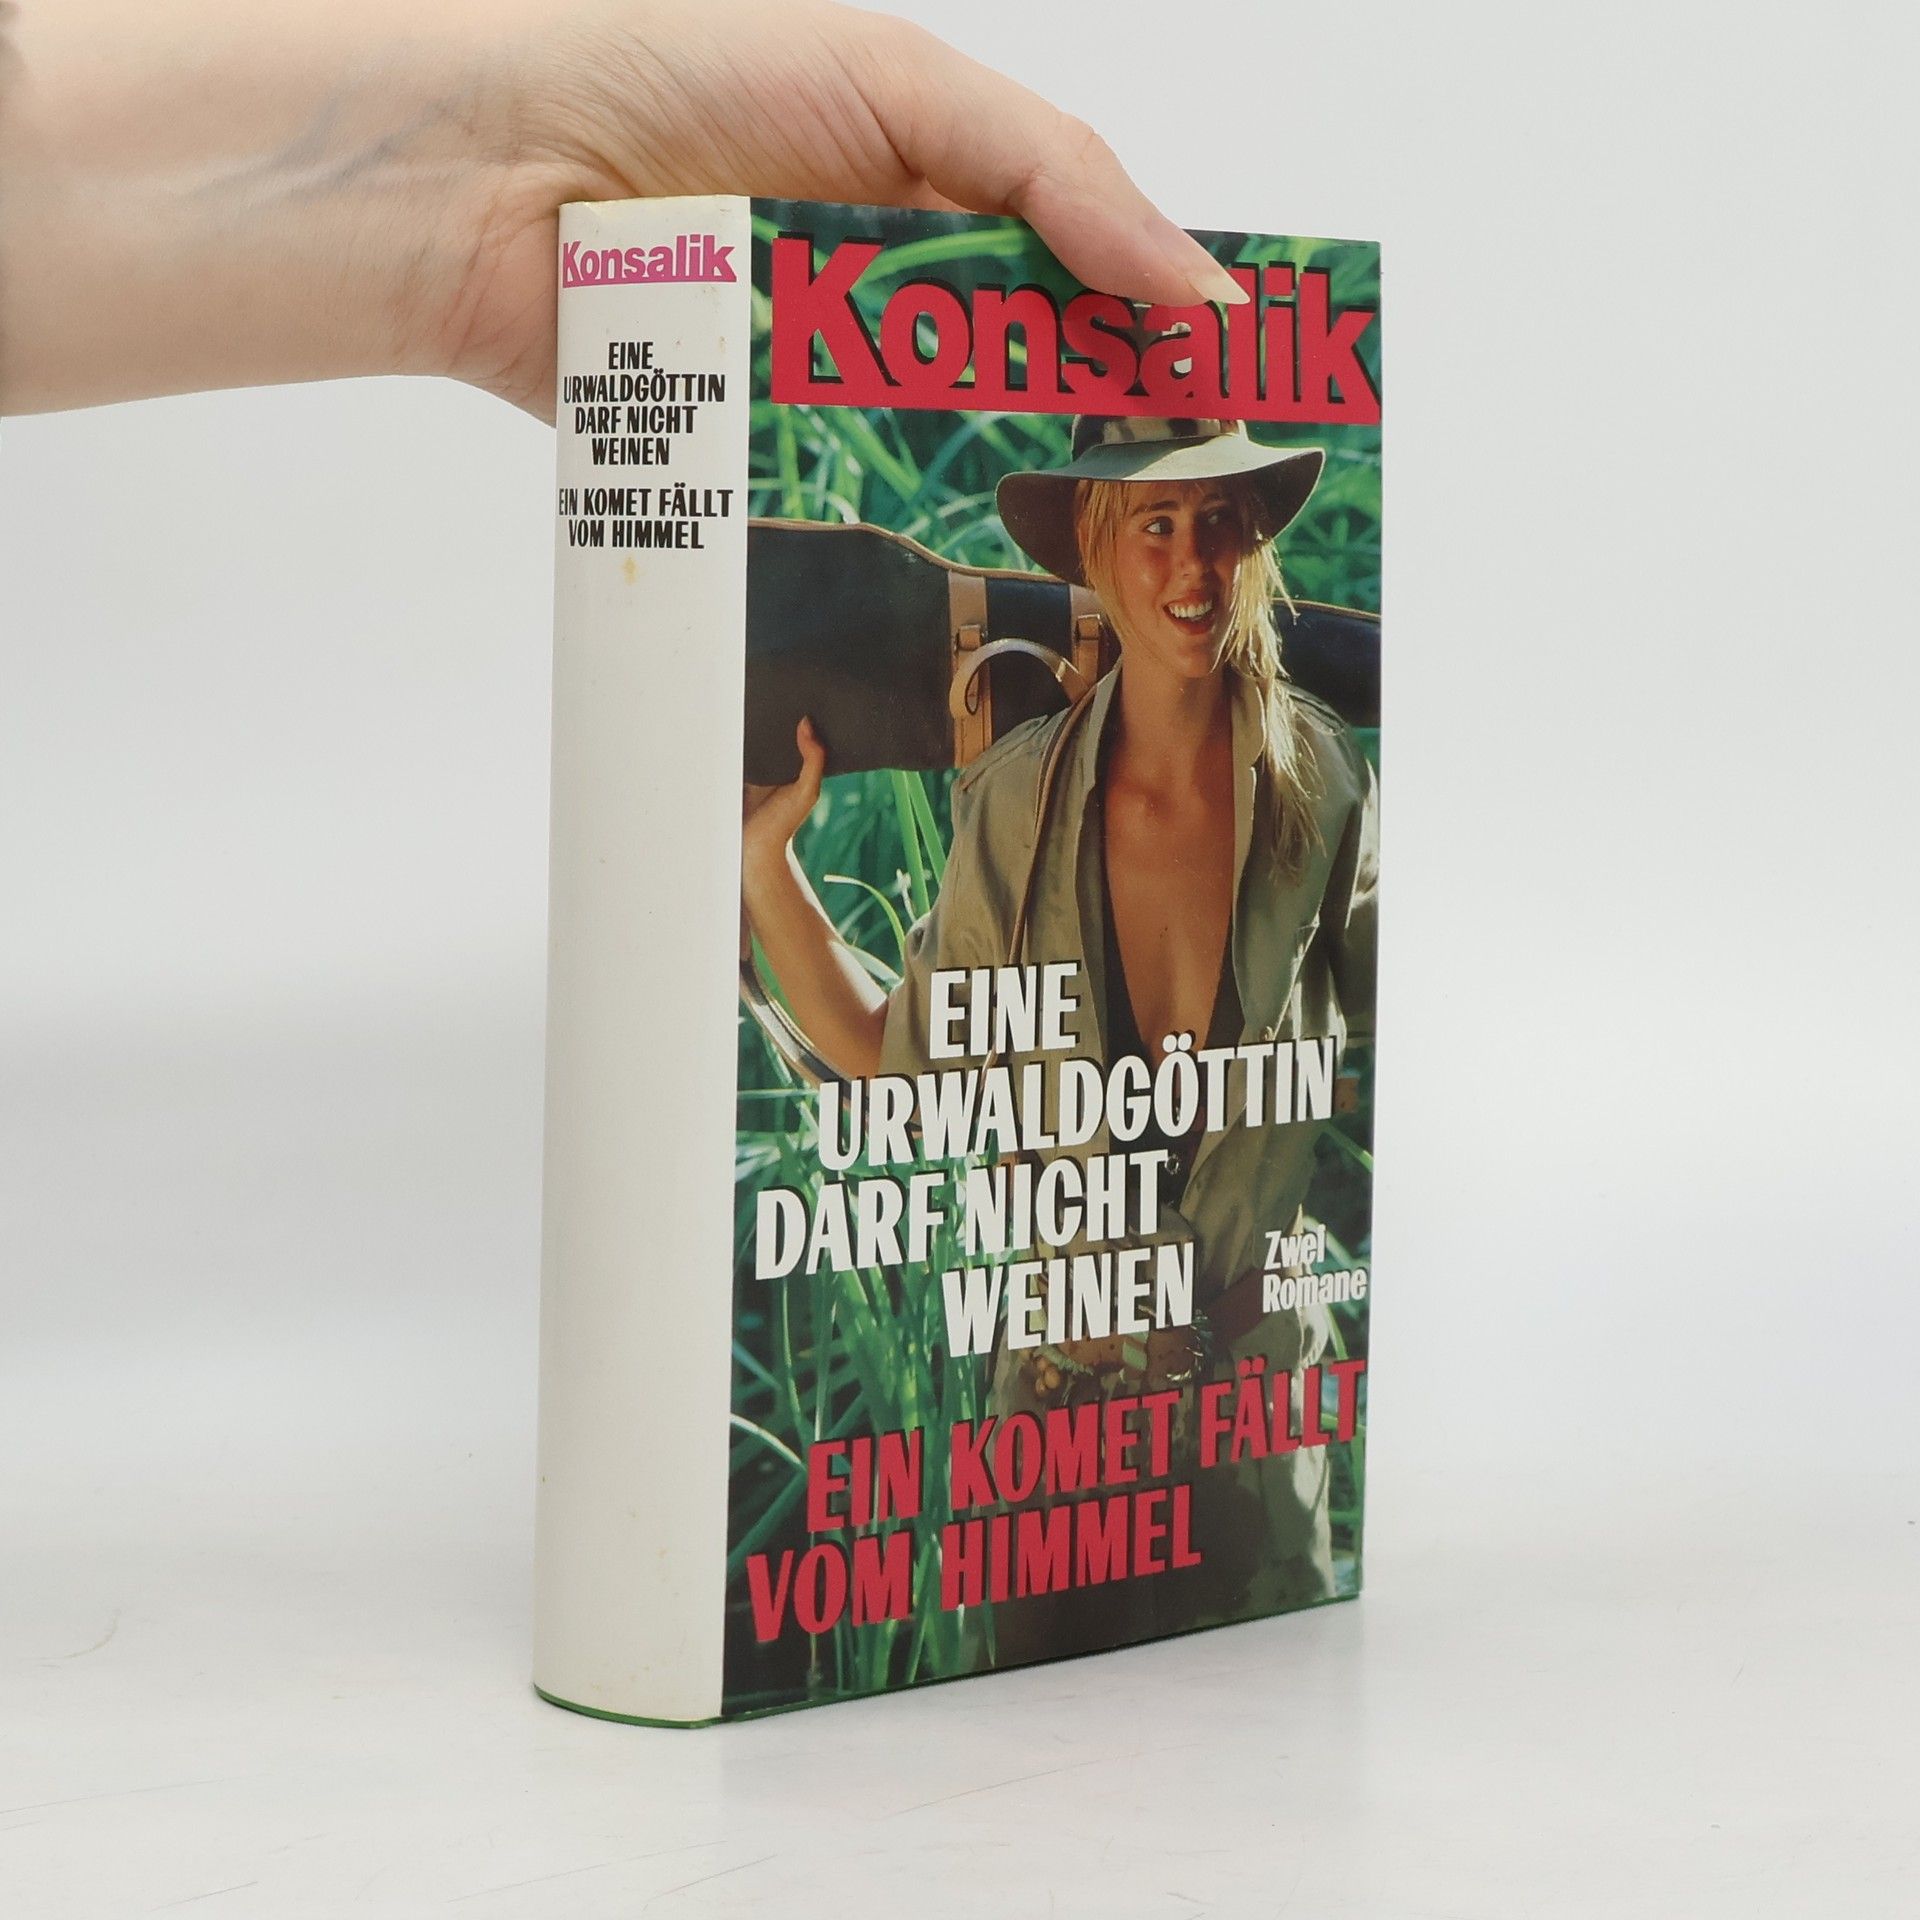 Konsalik
EINE
URWALDGÖTTIN
DARF NICHT
WEINEN
EIN KOMET FÄLLT
VOM HIMMEL
Konsalik
EINE
URWALDGÖTTIN
DARF NICHT
WEINEN
Zwei
Romane
EIN KOMET FÄLLT
VOM HIMMEL